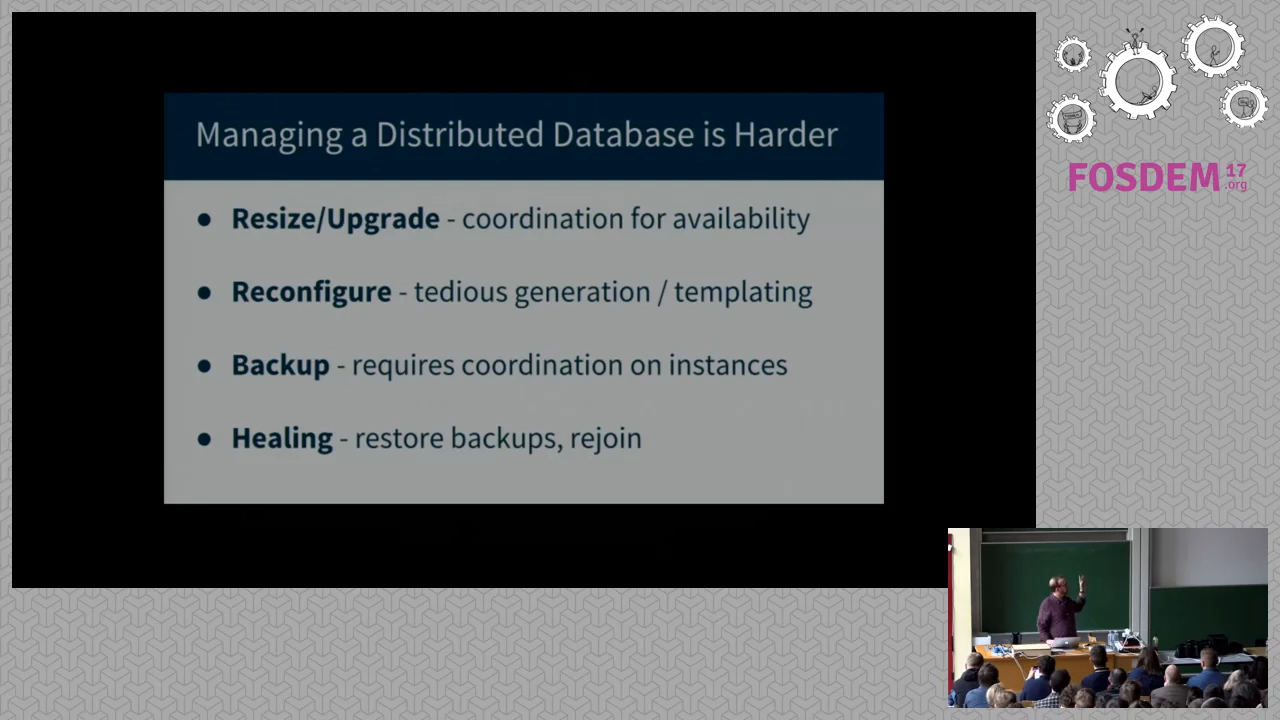 Managing a Distributed Database is Harder
● Resize/Upgrade - coordination for availability
● Reconfigure - tedious generation / templating
● Backup - requires coordination on instances
● Healing - restore backups, rejoin
FOSDEM 17 .org